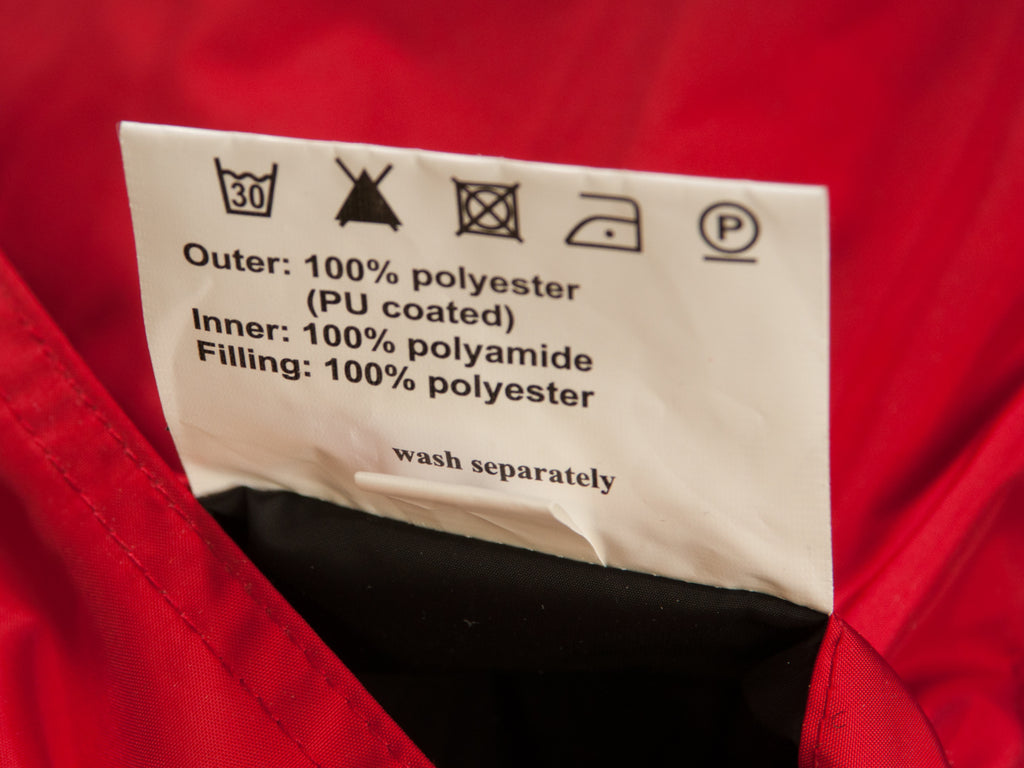 30 P
Outer: 100% polyester
(PU coated)
Inner: 100% polyamide
Filling: 100% polyester
wash separately